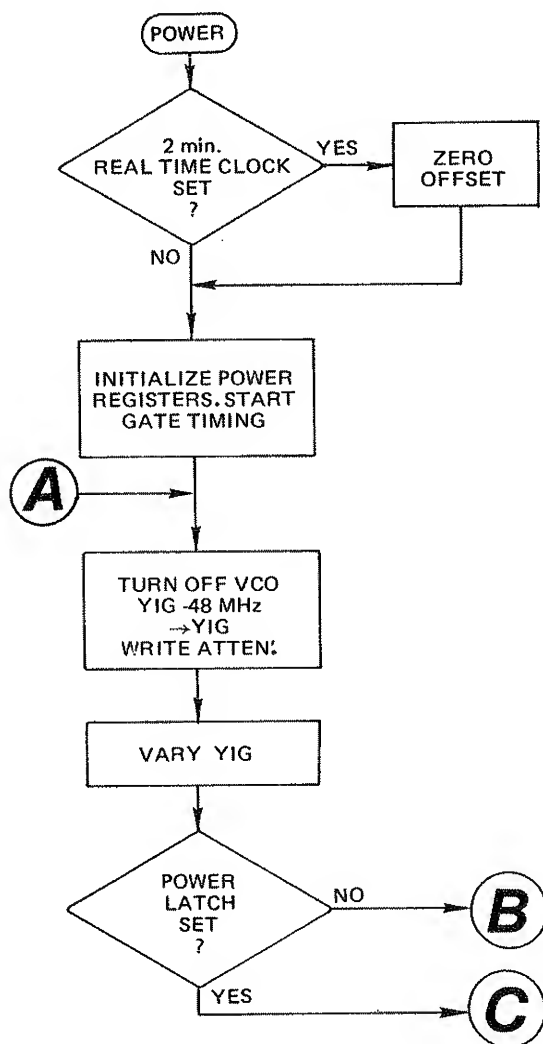 POWER
2 min.
REAL TIME CLOCK
SET
?
YES
ZERO
OFFSET
NO
INITIALIZE POWER
REGISTERS.START
GATE TIMING
A
TURN OFF VCO
YIG -48 MHz
→YIG
WRITE ATTEN'.
VARY YIG
POWER
LATCH
SET
?
NO
B
YES
C